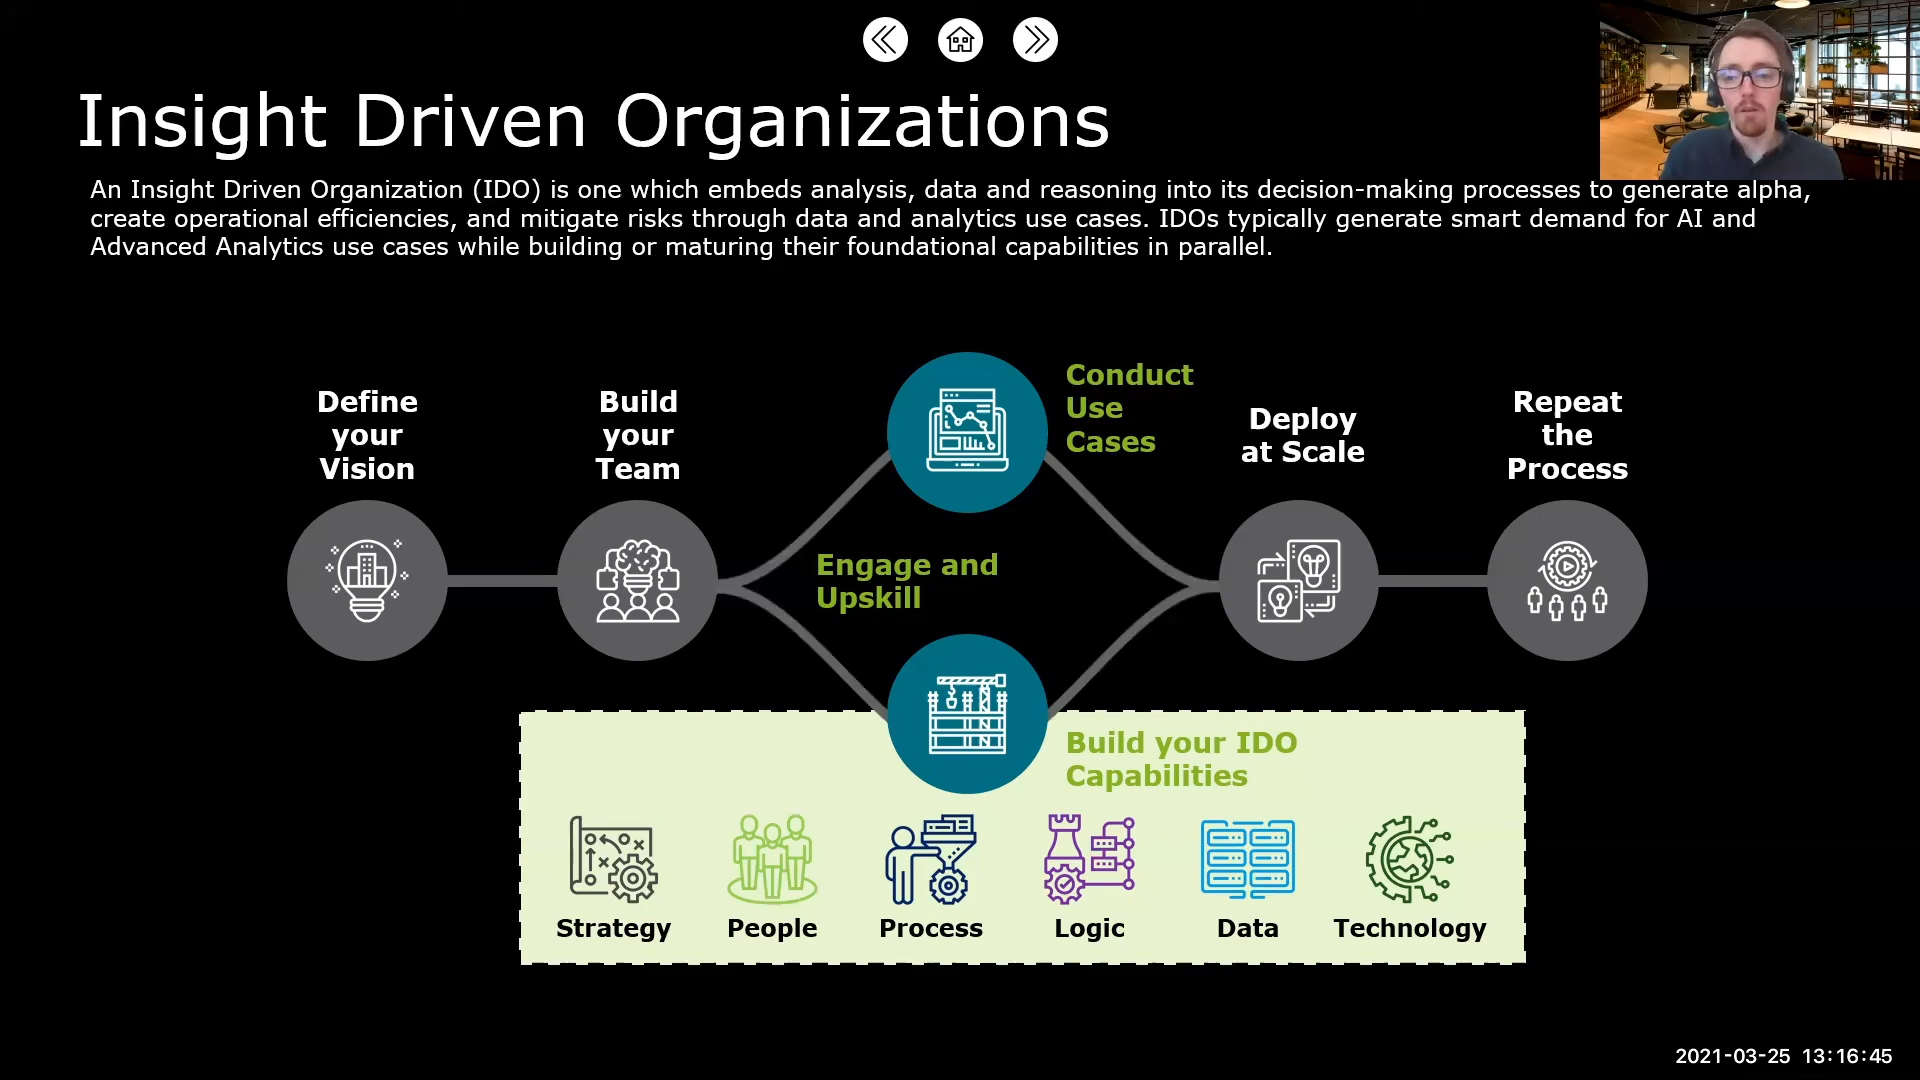 Insight Driven Organizations
An Insight Driven Organization (IDO) is one which embeds analysis, data and reasoning into its decision-making processes to generate alpha,
create operational efficiencies, and mitigate risks through data and analytics use cases. IDOs typically generate smart demand for AI and
Advanced Analytics use cases while building or maturing their foundational capabilities in parallel.
Define
your
Vision
Build
your
Team
Conduct
Use
Cases
Deploy
at Scale
Repeat
the
Process
Engage and
Upskill
Build your IDO
Capabilities
Strategy
People
Process
Logic
Data
Technology
2021-03-25 13:16:45